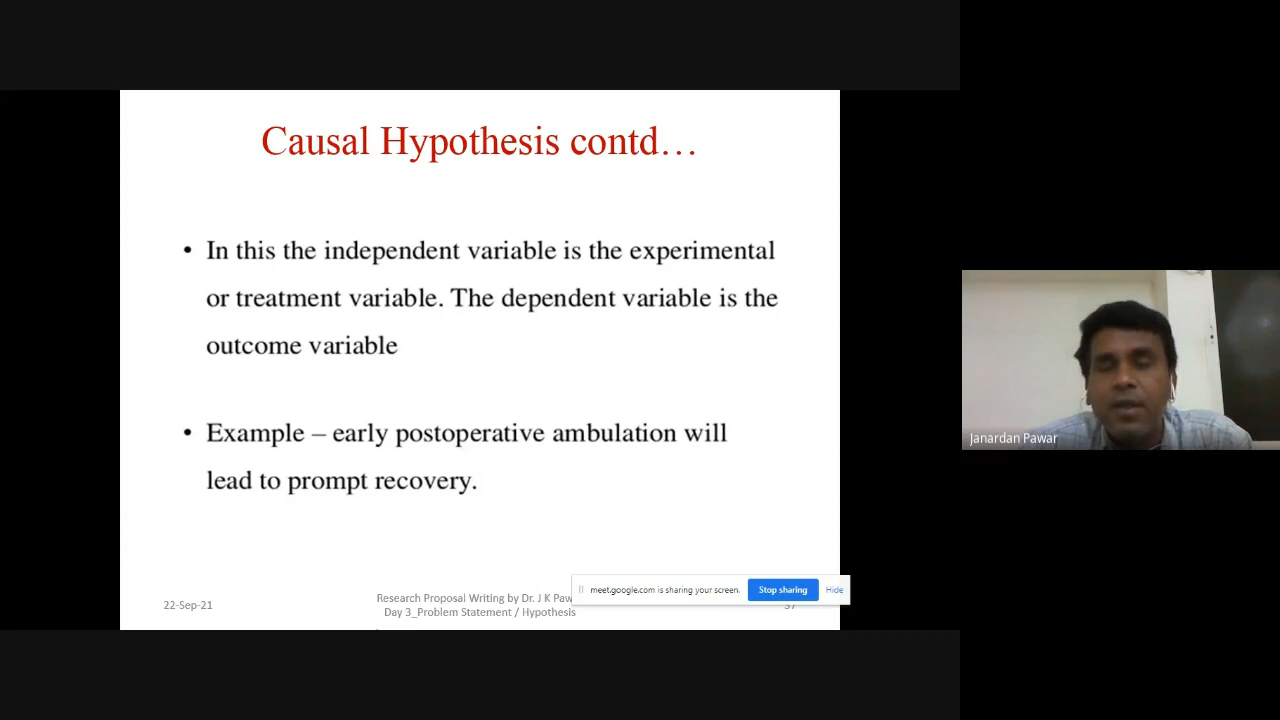 Causal Hypothesis contd…
• In this the independent variable is the experimental
or treatment variable. The dependent variable is the
outcome variable
• Example – early postoperative ambulation will
lead to prompt recovery.
22-Sep-21
Research Proposal Writing by Dr. J K Paw
Day 3_Problem Statement / Hypothesis
meet.google.com is sharing your screen.
Stop sharing
Hide
37
Janardan Pawar